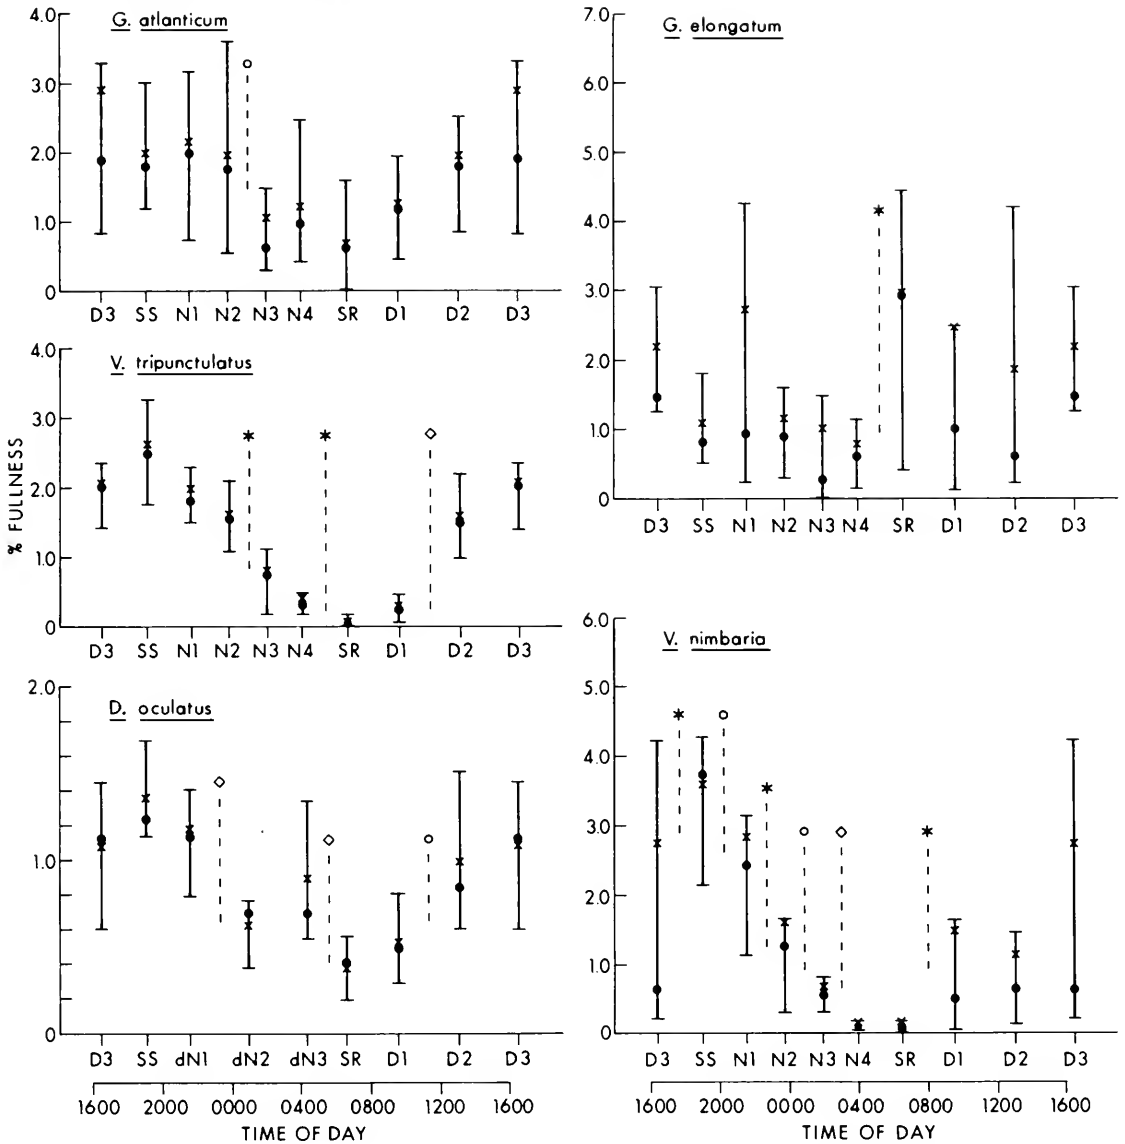 G. atlanticum
4.0
3.0
2.0
1.0
0
D3 SS N1 N2 N3 N4 SR D1 D2 D3
V. tripunctulatus
4.0
3.0
2.0
1.0
0
D3 SS N1 N2 N3 N4 SR D1 D2 D3
% FULLNESS
D. oculatus
2.0
1.0
0
D3 SS dN1 dN2 dN3 SR D1 D2 D3
1600 2000 0000 0400 0800 1200 1600
TIME OF DAY
G. elongatum
7.0
6.0
5.0
4.0
3.0
2.0
1.0
0
D3 SS N1 N2 N3 N4 SR D1 D2 D3
V. nimbaria
6.0
5.0
4.0
3.0
2.0
1.0
0
D3 SS N1 N2 N3 N4 SR D1 D2 D3
1600 2000 0000 0400 0800 1200 1600
TIME OF DAY